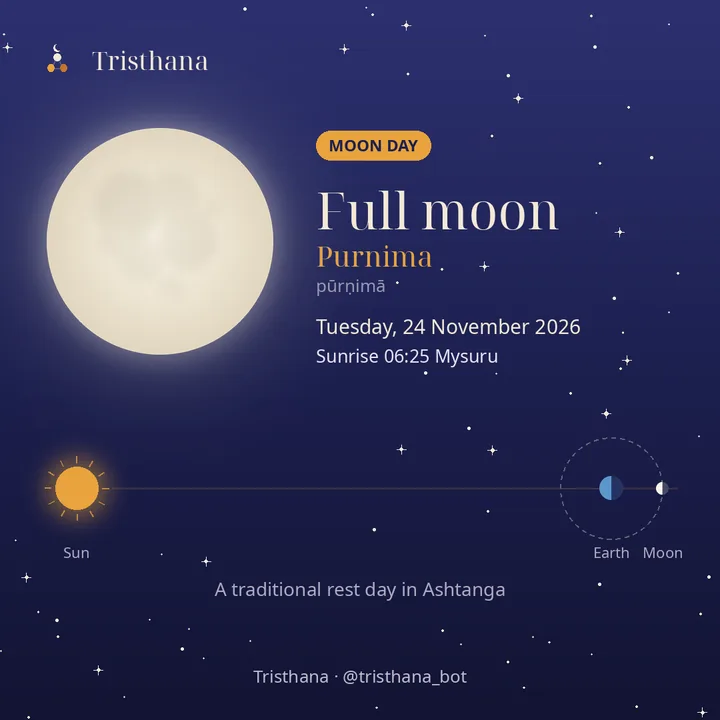 Tristhana
MOON DAY
Full moon
Purnima
pūrṇimā
Tuesday, 24 November 2026
Sunrise 06:25 Mysuru
Sun
Earth Moon
A traditional rest day in Ashtanga
Tristhana · @tristhana_bot